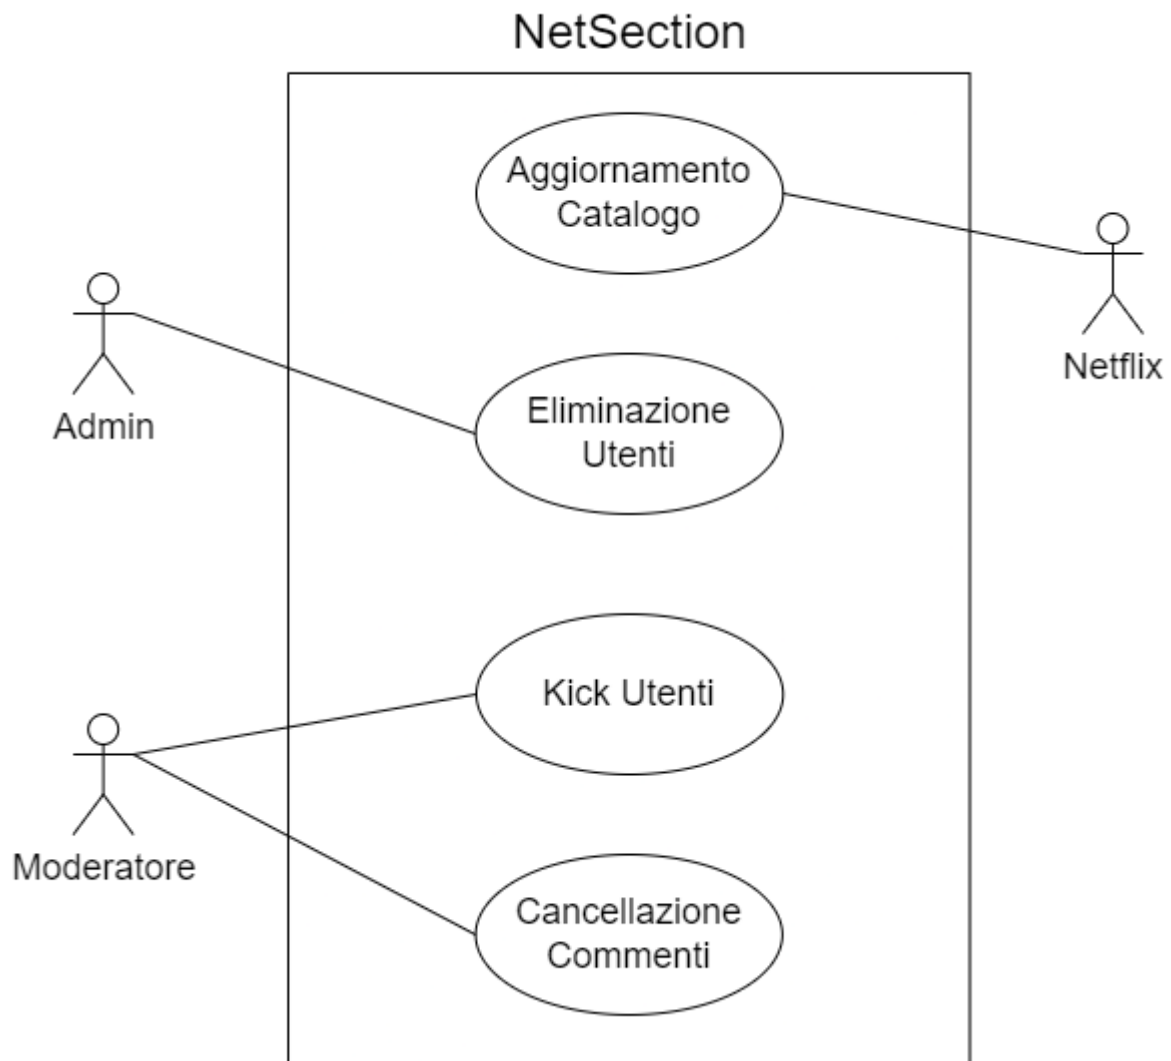 NetSection
Aggiornamento
Catalogo
Netflix
Admin
Eliminazione
Utenti
Kick Utenti
Moderatore
Cancellazione
Commenti